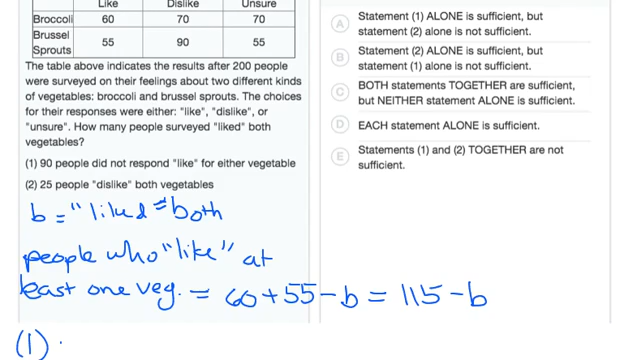 Like Dislike Unsure
Broccoli 60 70 70
Brussel Sprouts 55 90 55
The table above indicates the results after 200 people
were surveyed on their feelings about two different kinds
of vegetables: broccoli and brussel sprouts. The choices
for their responses were either: "like", "dislike", or
"unsure". How many people surveyed "liked" both
vegetables?
(1) 90 people did not respond "like" for either vegetable
(2) 25 people "dislike" both vegetables
b = "liked" both
people who "like" at
least one veg. = 60 + 55 - b = 115 - b
(1)
A Statement (1) ALONE is sufficient, but
statement (2) alone is not sufficient.
B Statement (2) ALONE is sufficient, but
statement (1) alone is not sufficient.
C BOTH statements TOGETHER are sufficient,
but NEITHER statement ALONE is sufficient.
D EACH statement ALONE is sufficient.
E Statements (1) and (2) TOGETHER are not
sufficient.